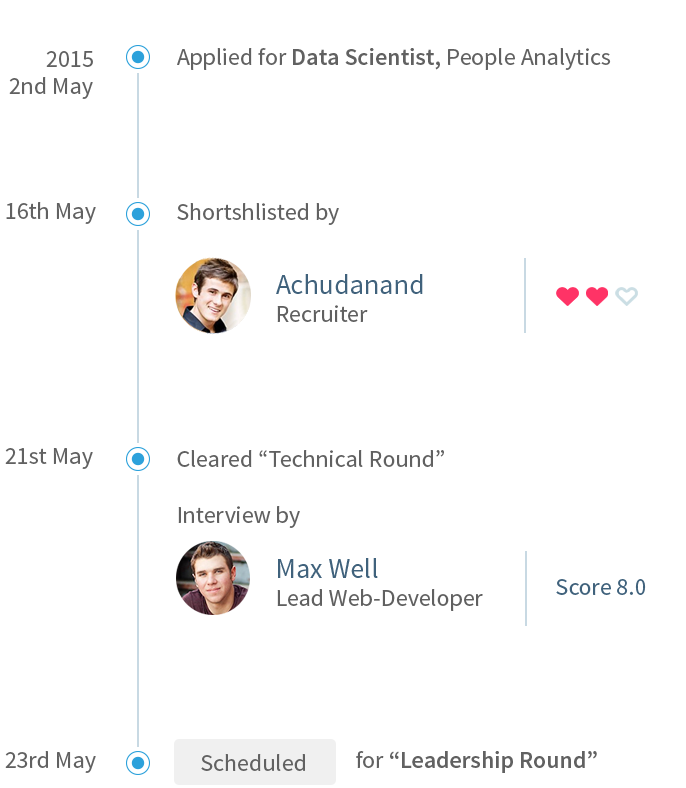 2015
2nd May
Applied for Data Scientist, People Analytics
16th May
Shortshlisted by
Achudanand
Recruiter
21st May
Cleared “Technical Round”
Interview by
Max Well
Lead Web-Developer
Score 8.0
23rd May
Scheduled
for “Leadership Round”